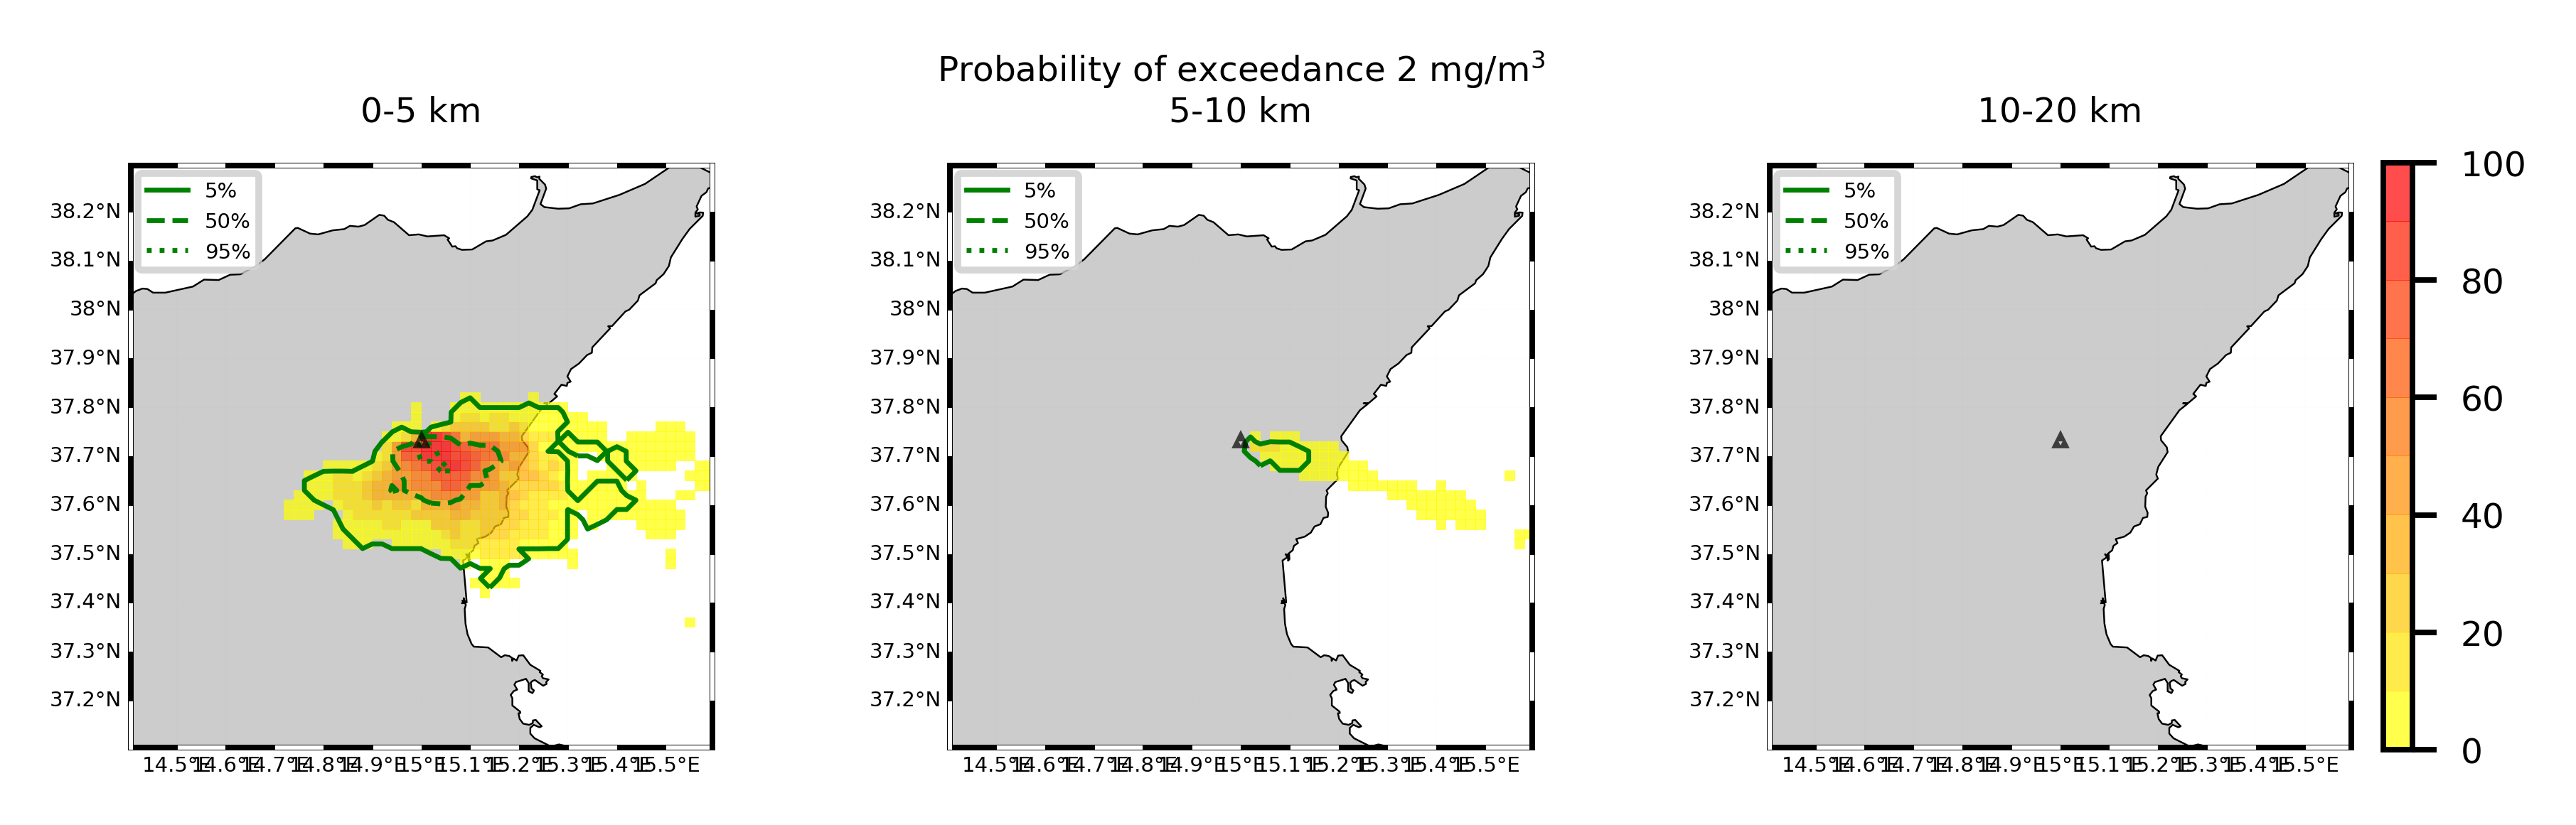 Probability of exceedance 2 mg/m³
0-5 km
5-10 km
10-20 km
5%
50%
95%
38.2°N
38.1°N
38°N
37.9°N
37.8°N
37.7°N
37.6°N
37.5°N
37.4°N
37.3°N
37.2°N
14.5°E 14.6°E 14.7°E 14.8°E 14.9°E 15°E 15.1°E 15.2°E 15.3°E 15.4°E 15.5°E
5%
50%
95%
38.2°N
38.1°N
38°N
37.9°N
37.8°N
37.7°N
37.6°N
37.5°N
37.4°N
37.3°N
37.2°N
14.5°E 14.6°E 14.7°E 14.8°E 14.9°E 15°E 15.1°E 15.2°E 15.3°E 15.4°E 15.5°E
5%
50%
95%
38.2°N
38.1°N
38°N
37.9°N
37.8°N
37.7°N
37.6°N
37.5°N
37.4°N
37.3°N
37.2°N
14.5°E 14.6°E 14.7°E 14.8°E 14.9°E 15°E 15.1°E 15.2°E 15.3°E 15.4°E 15.5°E
100
80
60
40
20
0